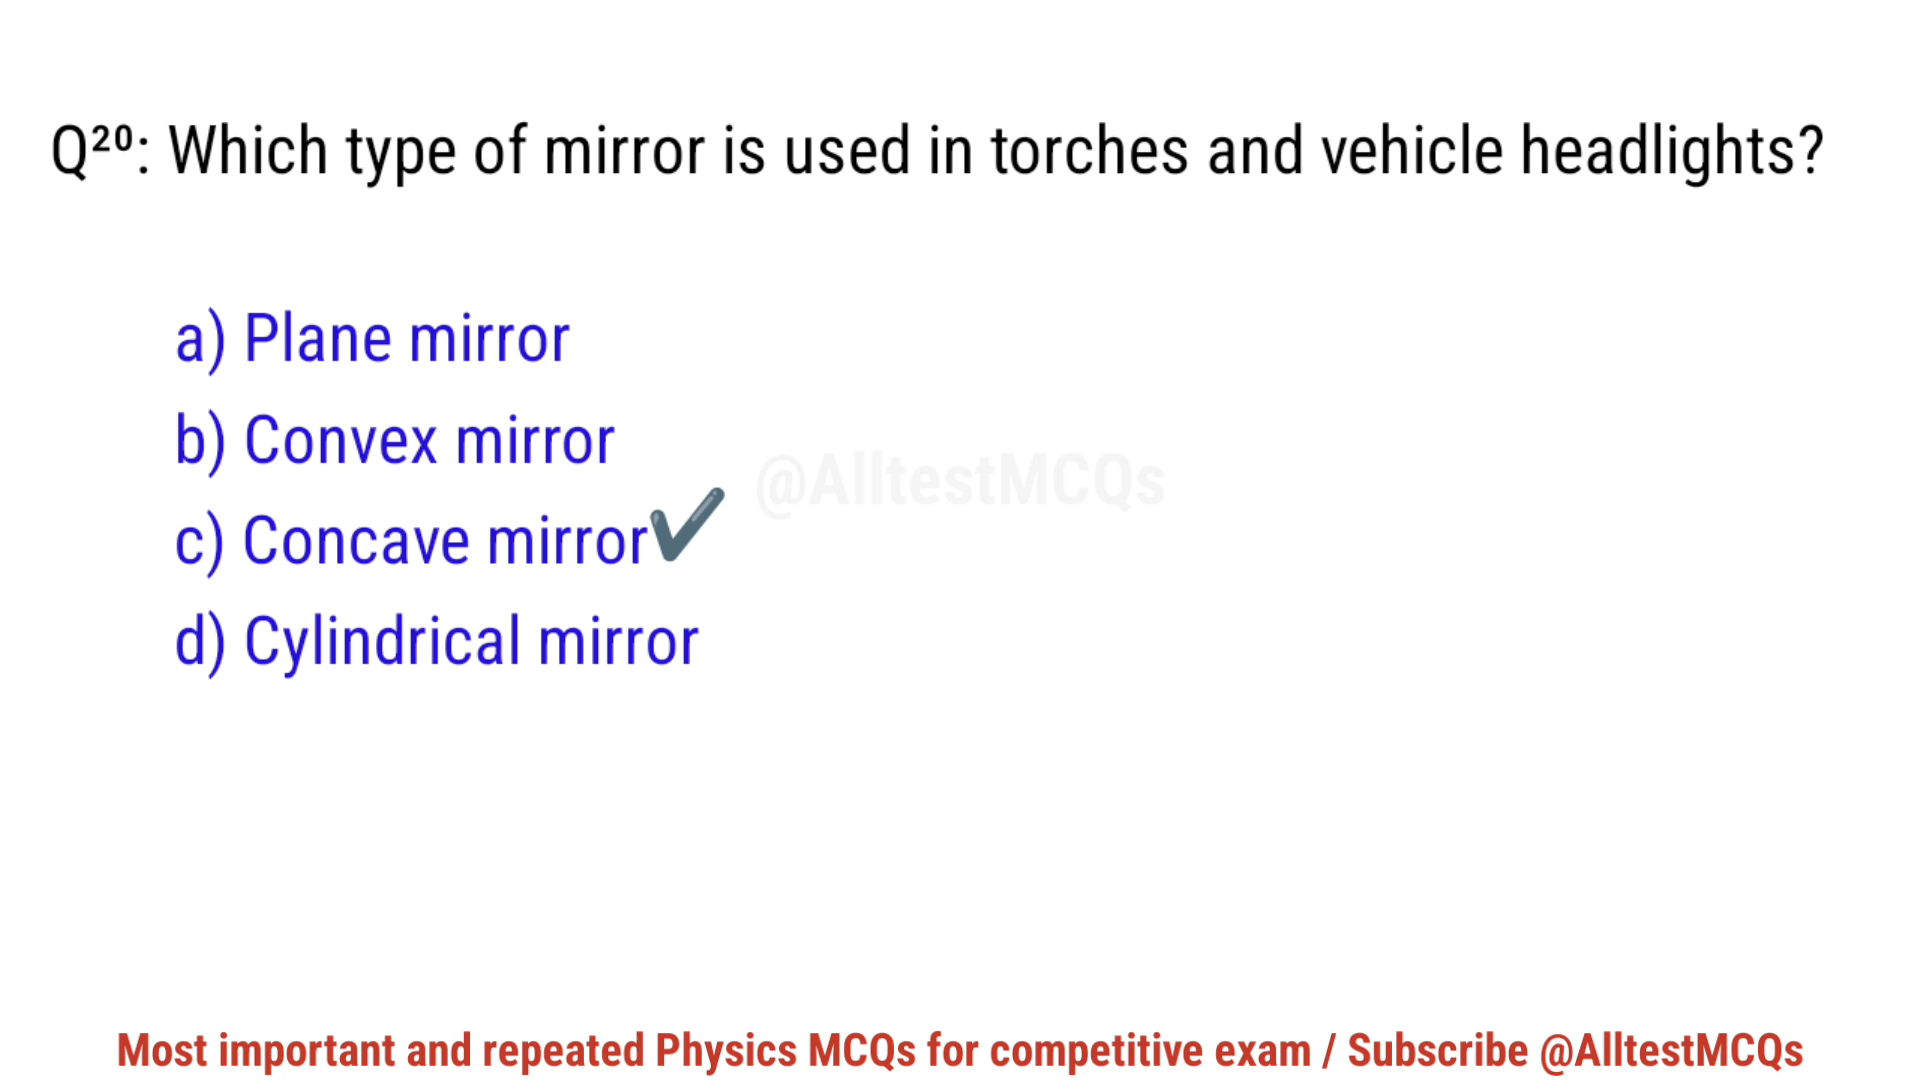 Q²⁰: Which type of mirror is used in torches and vehicle headlights?
a) Plane mirror
b) Convex mirror
@AlltestMCQs
c) Concave mirror✔
d) Cylindrical mirror
Most important and repeated Physics MCQs for competitive exam / Subscribe @AlltestMCQs